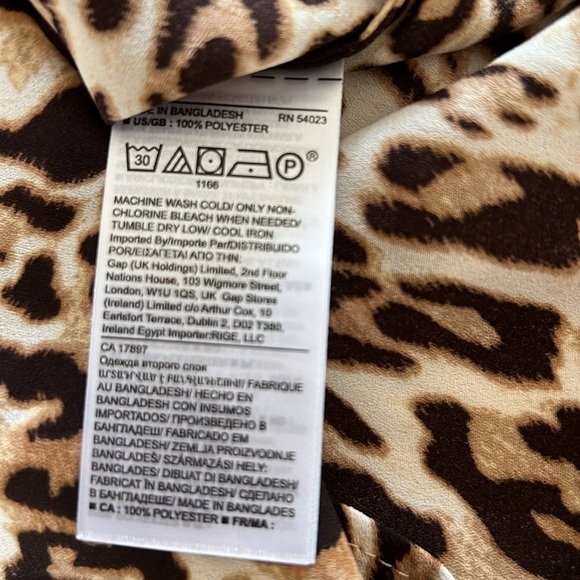 IN BANGLADESH RN 54023
US/GB : 100% POLYESTER
30 P ®
1166
MACHINE WASH COLD/ ONLY NON-
CHLORINE BLEACH WHEN NEEDED/
TUMBLE DRY LOW/ COOL IRON
Imported By/Importe Par/DISTRIBUIDO
POR/ΕΙΣΑΓΕΤΑΙ ΑΠΟ ΤΗΝ:
Gap (UK Holdings) Limited, 2nd Floor
Nations House, 103 Wigmore Street,
London, W1U 1QS, UK Gap Stores
(Ireland) Limited c/o Arthur Cox, 10
Earlsfort Terrace, Dublin 2, D02 T380,
Ireland Egypt Importer:RIGE, LLC
CA 17897
Одежда второго слоя
ԱՐՏԱԴՐՎԱԾ Է ԲԱՆԳԼԱԴԵՇՈՒՄ/ FABRIQUÉ
AU BANGLADESH/ HECHO EN
BANGLADESH CON INSUMOS
IMPORTADOS/ ПРОИЗВЕДЕНО В
БАНГЛАДЕШ/ FABRICADO EM
BANGLADESH/ ZEMLJA PROIZVODNJE
BANGLADEŠ/ SZÁRMAZÁSI HELY:
BANGLADES/ DIBUAT DI BANGLADESH/
FABRICAT ÎN BANGLADESH/ СДЕЛАНО
В БАНГЛАДЕШЕ/ MADE IN BANGLADESH
CA : 100% POLYESTER FR/MA :